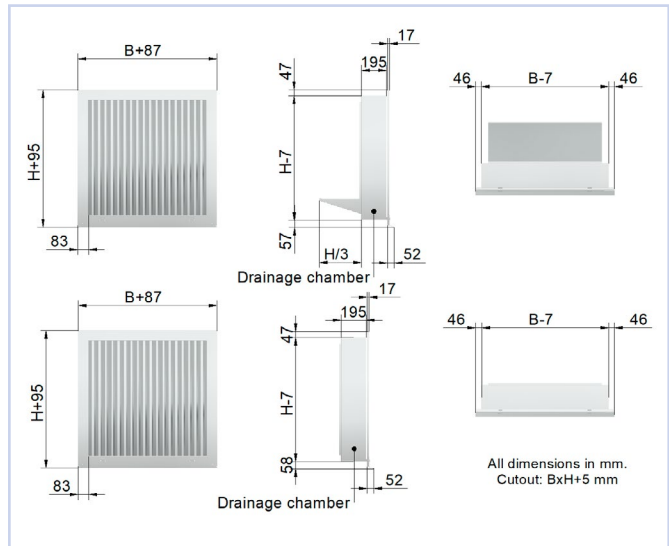 B+87
H+95
83
17
195
47
H-7
57
H/3
52
Drainage chamber
46 B-7 46
B+87
H+95
83
17
195
47
H-7
58
52
Drainage chamber
46 B-7 46
All dimensions in mm.
Cutout: BxH+5 mm